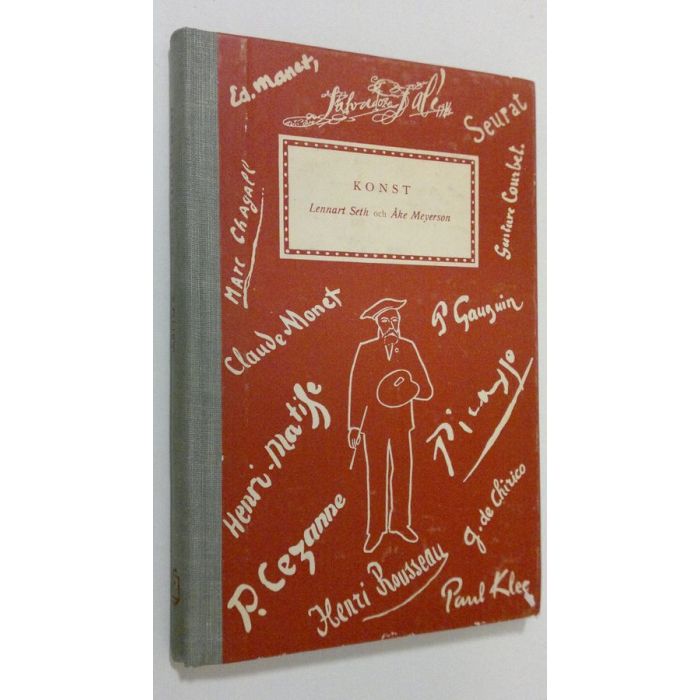 Ed. Manet,
Salvador Dalí
Seurat
KONST
Lennart Seth och Åke Meyerson
Gustave Courbet.
MARC CHAGALL
Claude Monet
P Gauguin
Henri-Matisse
Picasso
P. Cezanne
g. de Chirico
Henri Rousseau
Paul Klee